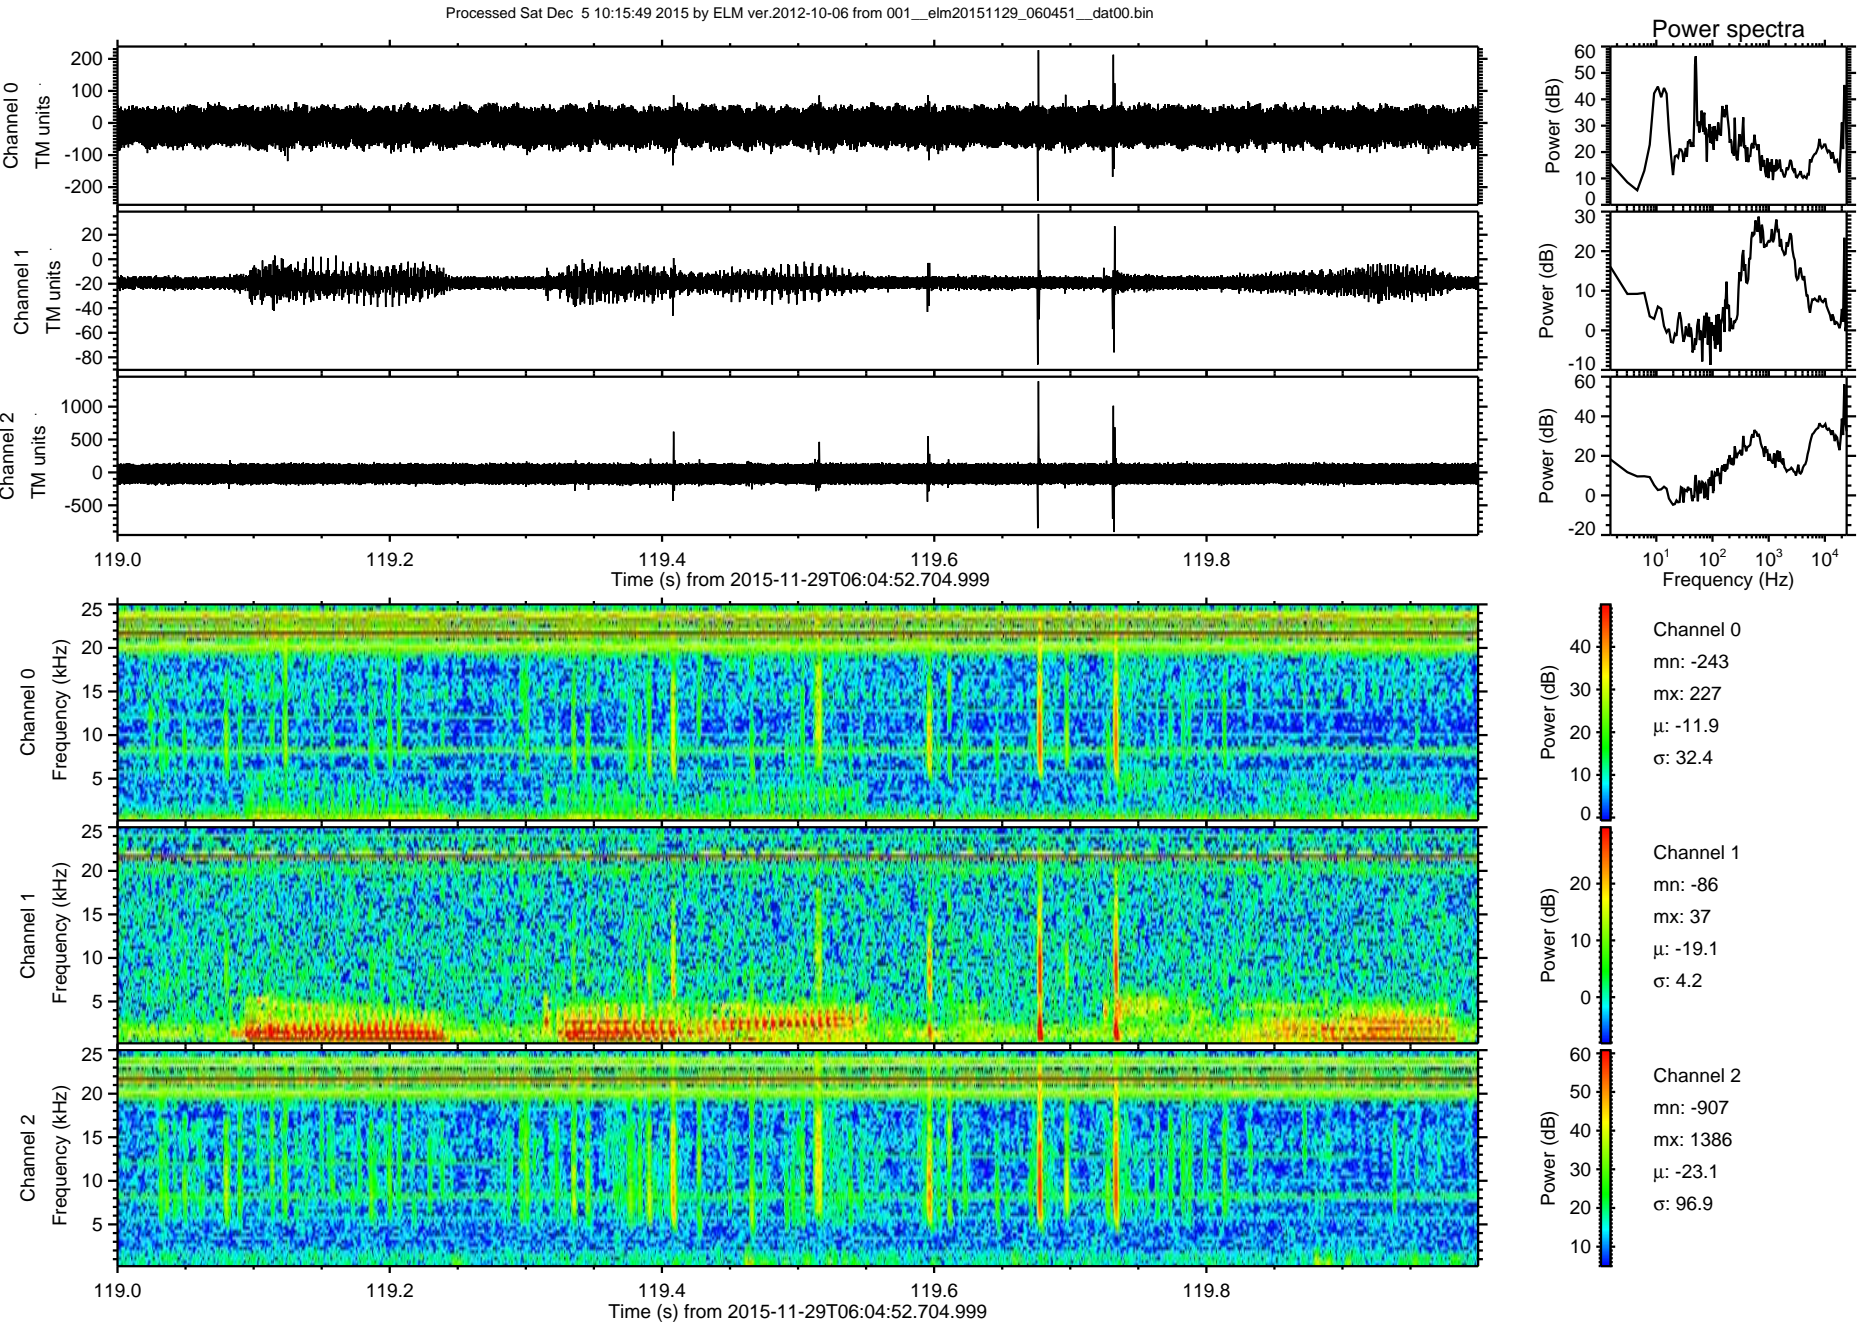 Processed Sat Dec  5 10:15:49 2015 by ELM ver.2012-10-06 from 001__elm20151129_060451__dat00.bin
Power spectra
Channel 0
TM units
200
100
0
-100
-200
Power (dB)
60
50
40
30
20
10
0
Channel 1
TM units
20
0
-20
-40
-60
-80
Power (dB)
30
20
10
0
-10
Channel 2
TM units
1000
500
0
-500
Power (dB)
60
40
20
0
-20
119.0 119.2 119.4 119.6 119.8
Time (s) from 2015-11-29T06:04:52.704.999
10^1 10^2 10^3 10^4
Frequency (Hz)
Channel 0
Frequency (kHz)
25
20
15
10
5
Power (dB)
40
30
20
10
0
Channel 0
mn: -243
mx: 227
μ: -11.9
σ: 32.4
Channel 1
Frequency (kHz)
25
20
15
10
5
Power (dB)
20
10
0
Channel 1
mn: -86
mx: 37
μ: -19.1
σ: 4.2
Channel 2
Frequency (kHz)
25
20
15
10
5
Power (dB)
60
50
40
30
20
10
Channel 2
mn: -907
mx: 1386
μ: -23.1
σ: 96.9
119.0 119.2 119.4 119.6 119.8
Time (s) from 2015-11-29T06:04:52.704.999